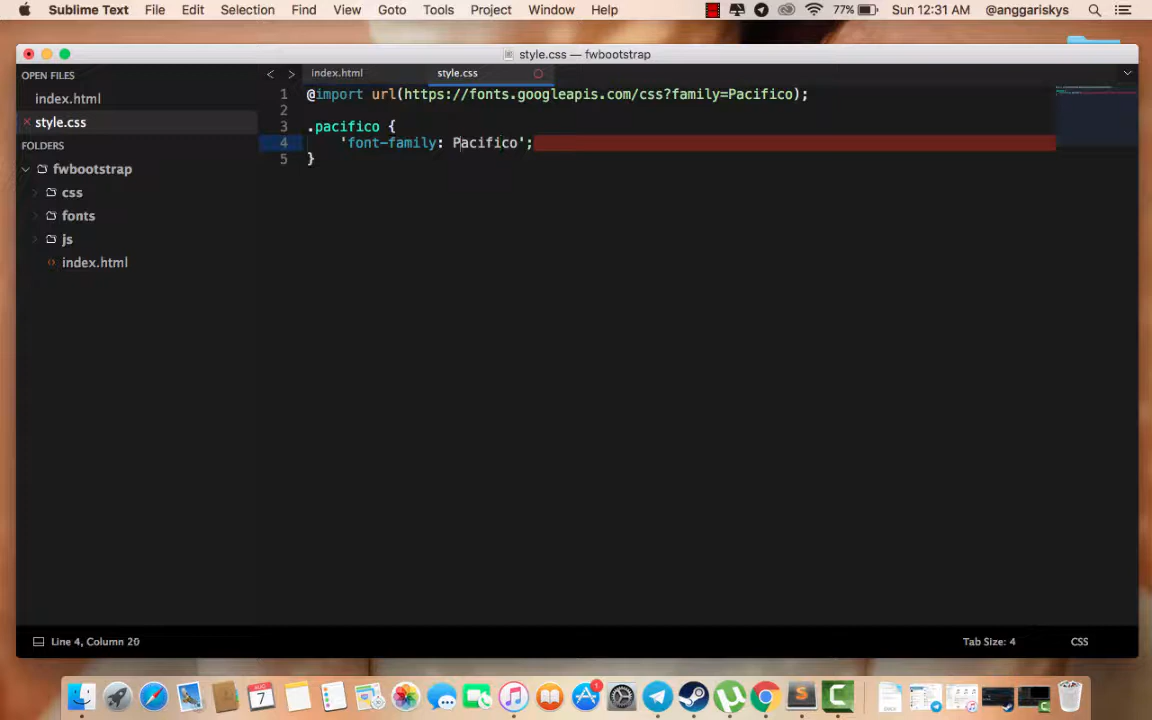 Sublime Text File Edit Selection Find View Goto Tools Project Window Help 77% Sun 12:31 AM @anggariskys
style.css — fwbootstrap
OPEN FILES
index.html
style.css
FOLDERS
fwbootstrap
css
fonts
js
index.html
index.html style.css
1 @import url(https://fonts.googleapis.com/css?family=Pacifico);
2
3 .pacifico {
4 'font-family: Pacifico';
5 }
Line 4, Column 20 Tab Size: 4 CSS
AUG
7
1
S
C